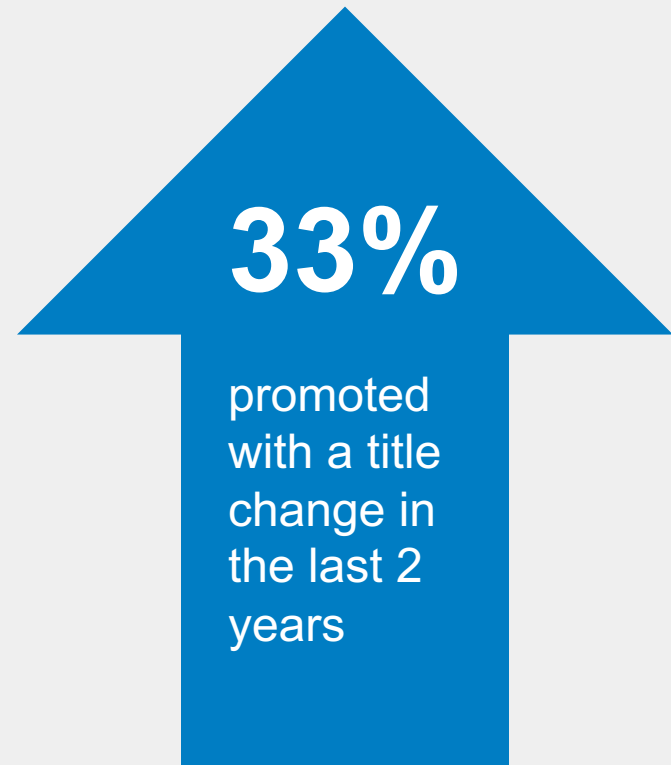 33%
promoted
with a title
change in
the last 2
years